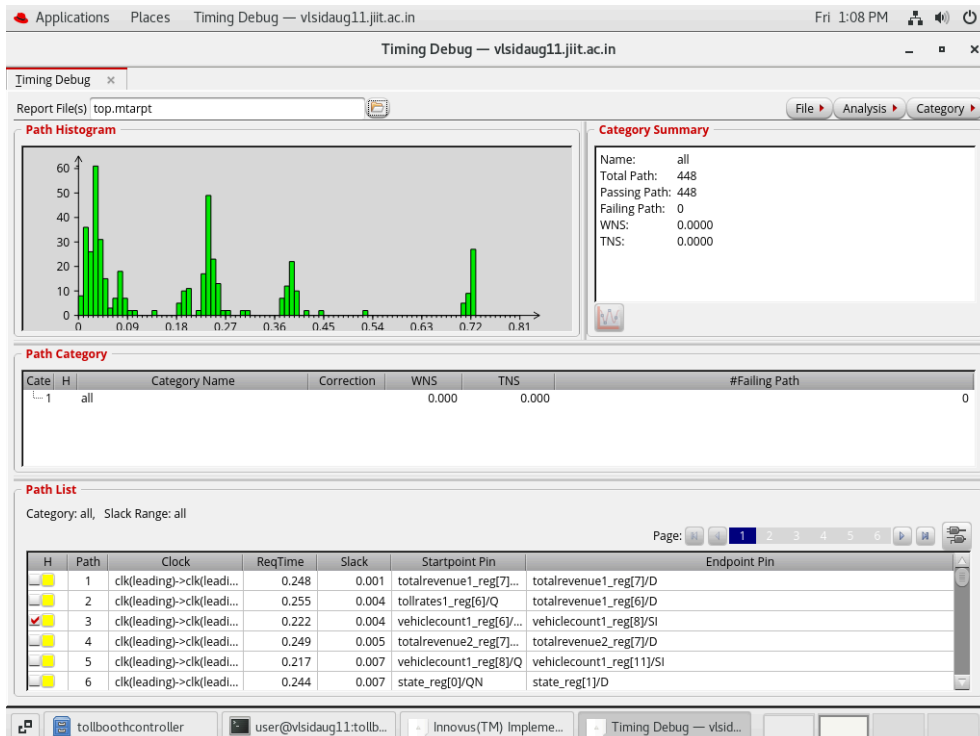 Applications Places Timing Debug — vlsidaug11.jiit.ac.in Fri 1:08 PM
Timing Debug — vlsidaug11.jiit.ac.in
Timing Debug
Report File(s) top.mtarpt File Analysis Category
Path Histogram
60
50
40
30
20
10
0
0 0.09 0.18 0.27 0.36 0.45 0.54 0.63 0.72 0.81
Category Summary
Name: all
Total Path: 448
Passing Path: 448
Failing Path: 0
WNS: 0.0000
TNS: 0.0000
Path Category
Cate H Category Name Correction WNS TNS #Failing Path
1 all 0.000 0.000 0
Path List
Category: all, Slack Range: all
Page: 1 2 3 4 5 6
H Path Clock ReqTime Slack Startpoint Pin Endpoint Pin
1 clk(leading)->clk(leadi... 0.248 0.001 totalrevenue1_reg[7]... totalrevenue1_reg[7]/D
2 clk(leading)->clk(leadi... 0.255 0.004 tollrates1_reg[6]/Q totalrevenue1_reg[6]/D
3 clk(leading)->clk(leadi... 0.222 0.004 vehiclecount1_reg[6]/... vehiclecount1_reg[8]/SI
4 clk(leading)->clk(leadi... 0.249 0.005 totalrevenue2_reg[7]... totalrevenue2_reg[7]/D
5 clk(leading)->clk(leadi... 0.217 0.007 vehiclecount1_reg[8]/Q vehiclecount1_reg[11]/SI
6 clk(leading)->clk(leadi... 0.244 0.007 state_reg[0]/QN state_reg[1]/D
tollboothcontroller user@vlsidaug11:tollb... Innovus(TM) Impleme... Timing Debug — vlsid...